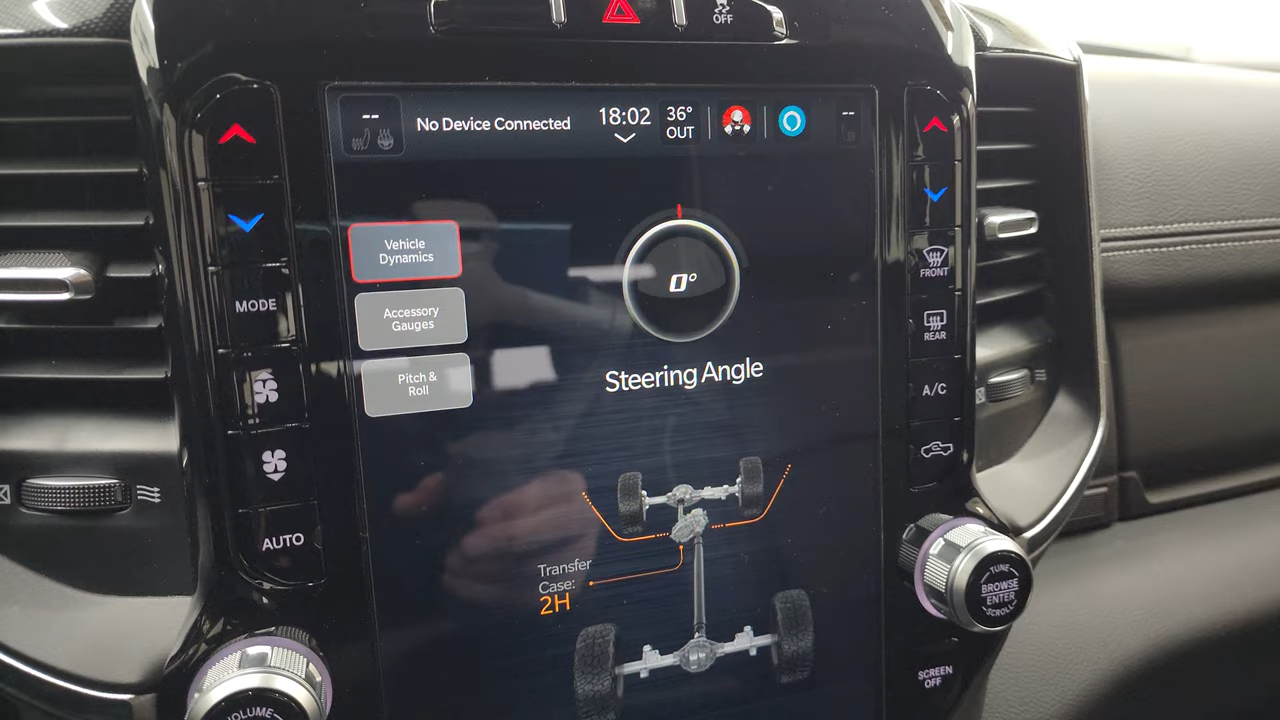 OFF
--
No Device Connected
18:02
36°
OUT
--
Vehicle
Dynamics
Accessory
Gauges
Pitch &
Roll
0°
Steering Angle
Transfer
Case:
2H
MODE
AUTO
VOLUME
FRONT
REAR
A/C
TUNE
BROWSE
ENTER
SCROLL
SCREEN
OFF